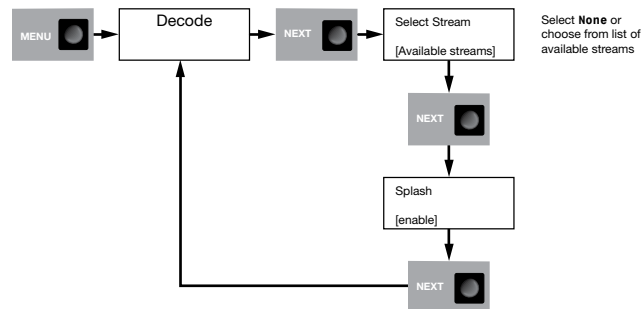 MENU
Decode
NEXT
Select Stream
[Available streams]
Select None or
choose from list of
available streams
NEXT
Splash
[enable]
NEXT